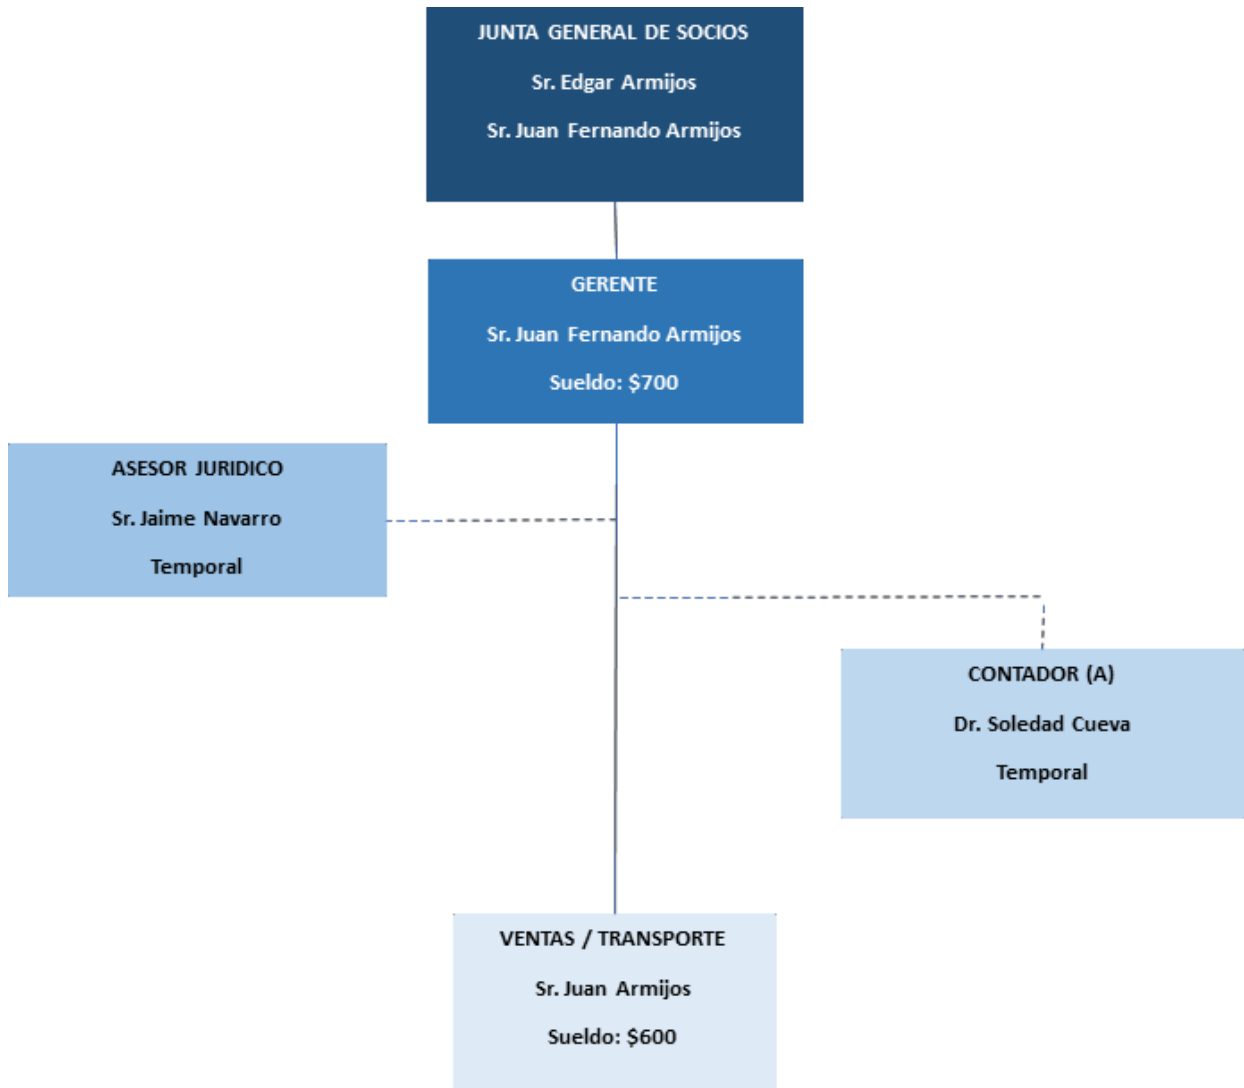 JUNTA GENERAL DE SOCIOS
Sr. Edgar Armijos
Sr. Juan Fernando Armijos
GERENTE
Sr. Juan Fernando Armijos
Sueldo: $700
ASESOR JURIDICO
Sr. Jaime Navarro
Temporal
CONTADOR (A)
Dr. Soledad Cueva
Temporal
VENTAS / TRANSPORTE
Sr. Juan Armijos
Sueldo: $600